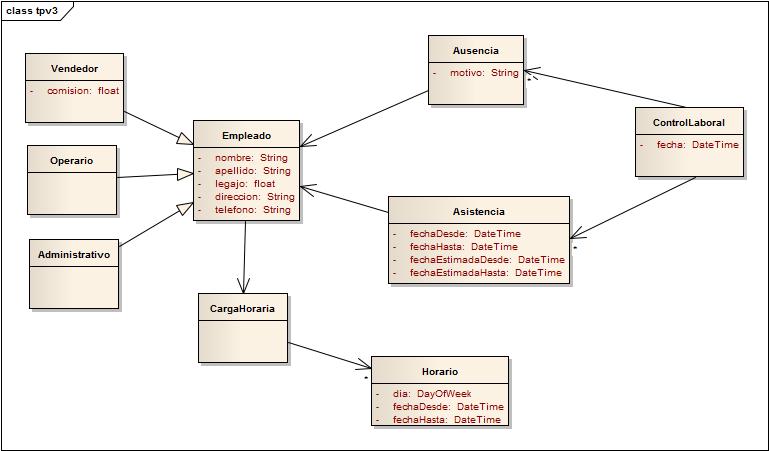 class tpv3
Vendedor
- comision: float
Operario
Administrativo
Empleado
- nombre: String
- apellido: String
- legajo: float
- direccion: String
- telefono: String
Ausencia
- motivo: String
*
ControlLaboral
- fecha: DateTime
Asistencia
- fechaDesde: DateTime
- fechaHasta: DateTime
- fechaEstimadaDesde: DateTime
- fechaEstimadaHasta: DateTime
*
CargaHoraria
*
Horario
- dia: DayOfWeek
- fechaDesde: DateTime
- fechaHasta: DateTime